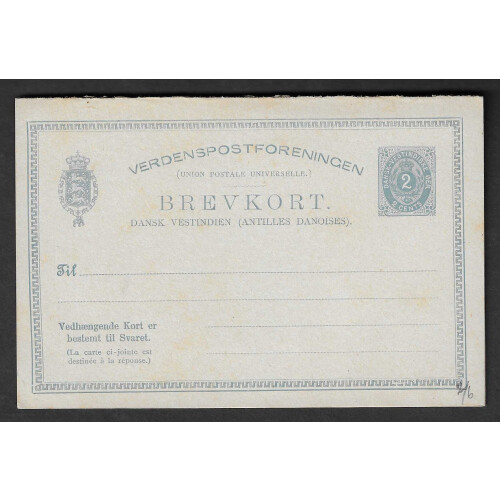 VERDENSPOSTFORENINGEN
(UNION POSTALE UNIVERSELLE.)
BREVKORT.
DANSK VESTINDIEN (ANTILLES DANOISES).
2
CENTS
Til
Vedhængende Kort er
bestemt til Svaret.
(La carte ci-jointe est
destinée à la réponse.)